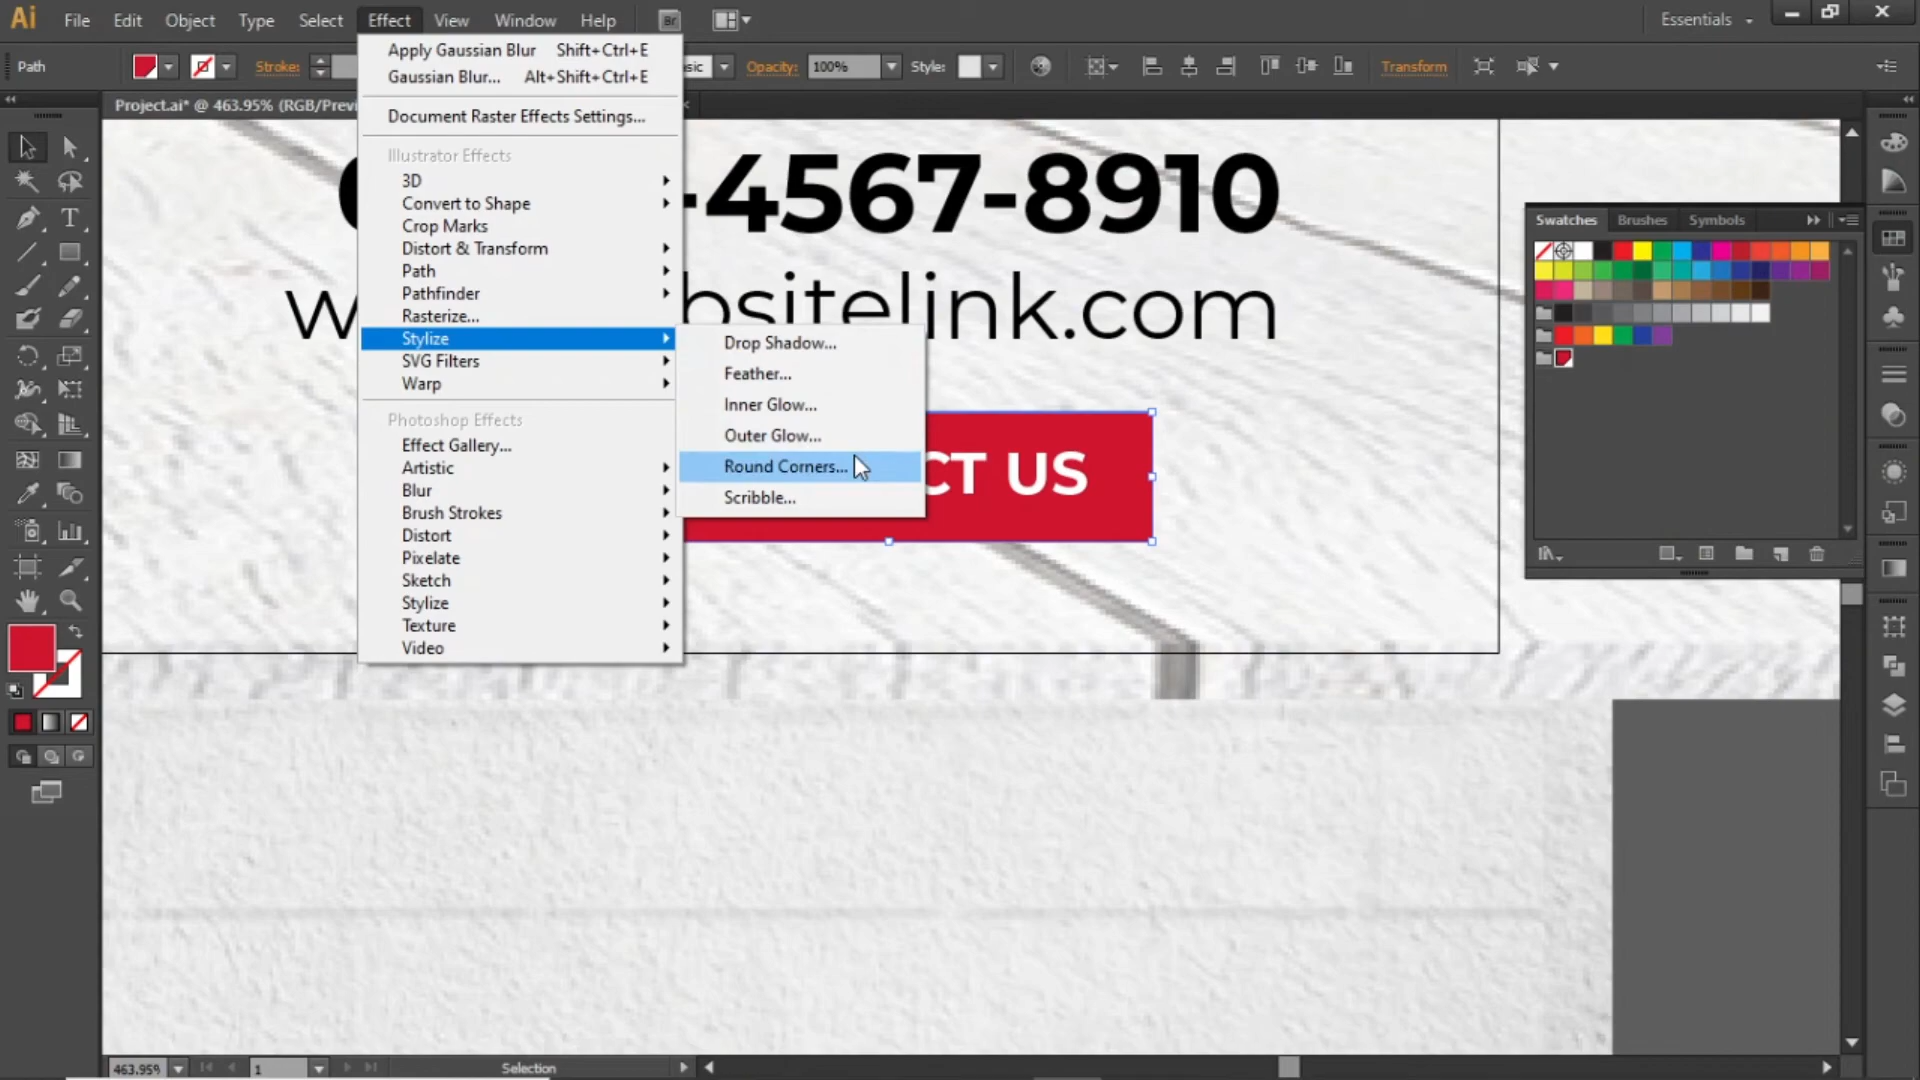 Ai File Edit Object Type Select Effect View Window Help Br Essentials
Path Stroke: Opacity: 100% Style: Transform
Project.ai* @ 463.95% (RGB/Previ
Apply Gaussian Blur Shift+Ctrl+E
Gaussian Blur... Alt+Shift+Ctrl+E
Document Raster Effects Settings...
Illustrator Effects
3D
Convert to Shape
Crop Marks
Distort & Transform
Path
Pathfinder
Rasterize...
Stylize
SVG Filters
Warp
Photoshop Effects
Effect Gallery...
Artistic
Blur
Brush Strokes
Distort
Pixelate
Sketch
Stylize
Texture
Video
Drop Shadow...
Feather...
Inner Glow...
Outer Glow...
Round Corners...
Scribble...
-4567-8910
bsitelink.com
CT US
Swatches Brushes Symbols
463.95% 1 Selection